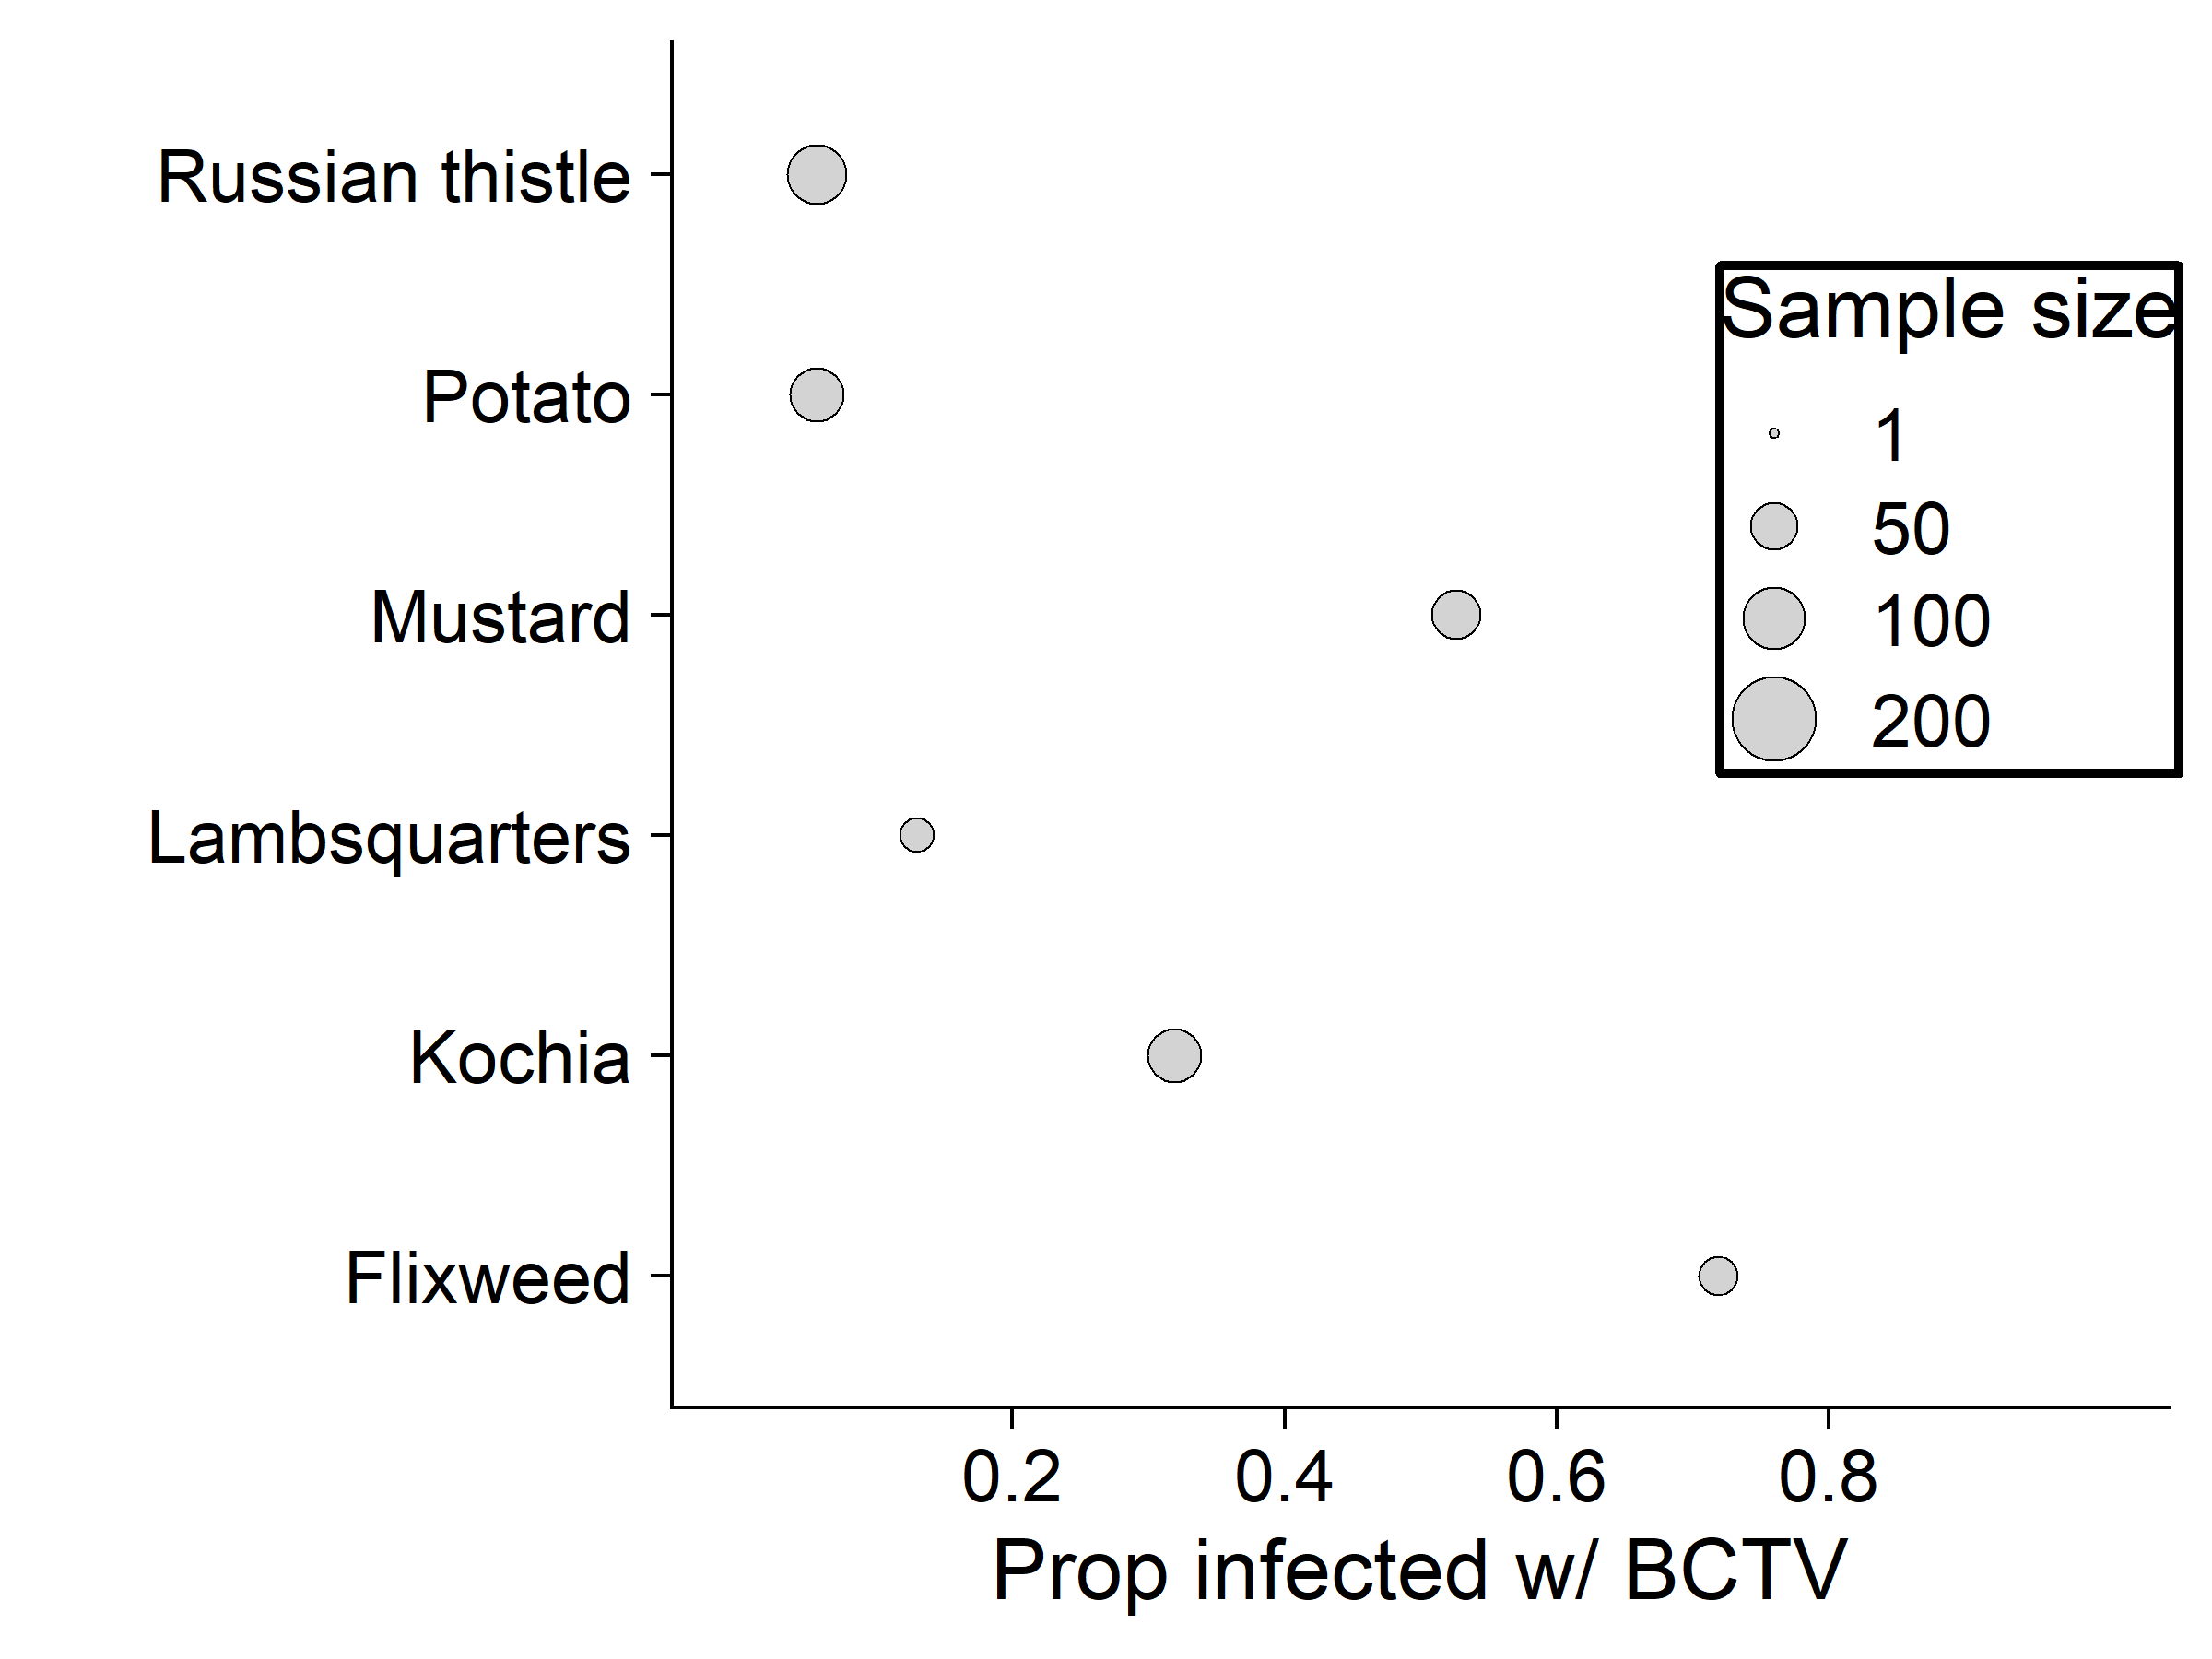 Russian thistle
Potato
Mustard
Lambsquarters
Kochia
Flixweed
Sample size
1
50
100
200
0.2 0.4 0.6 0.8
Prop infected w/ BCTV